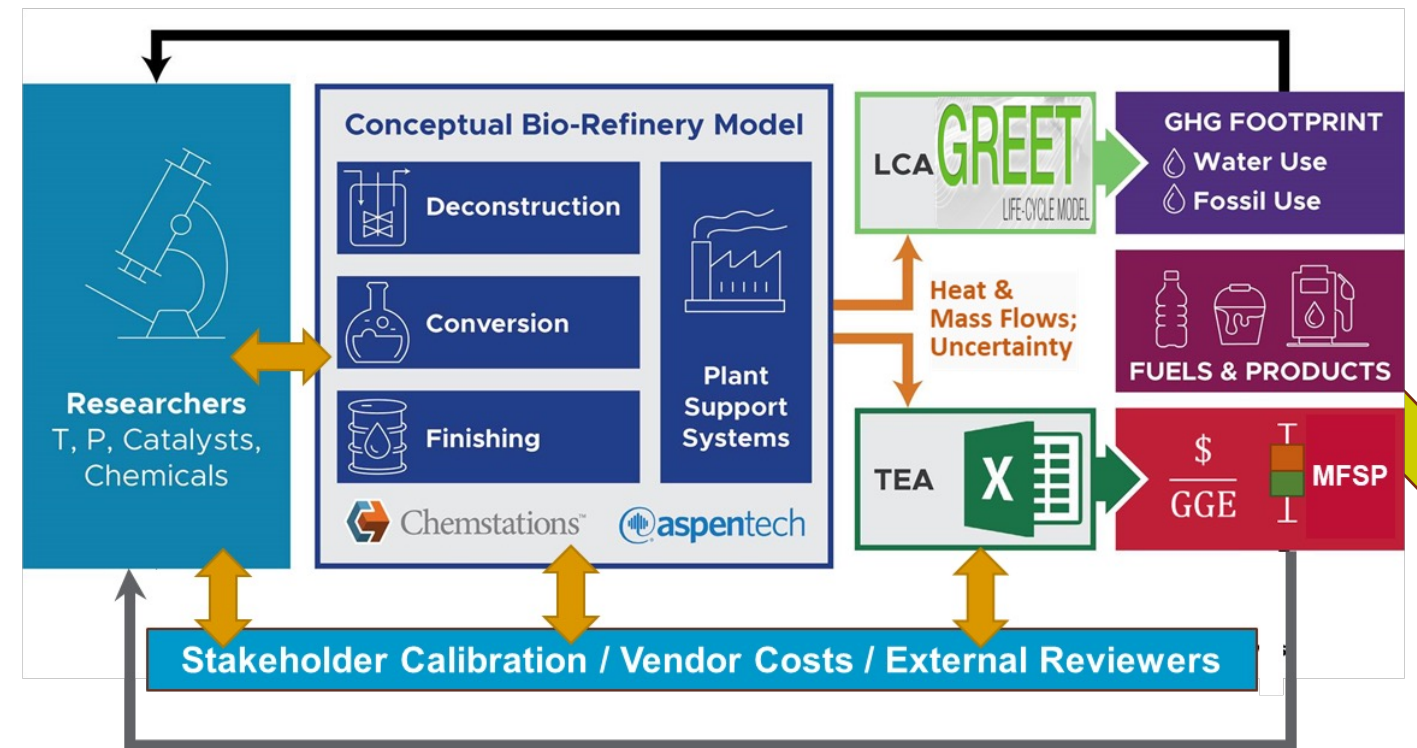 Researchers
T, P, Catalysts,
Chemicals
Conceptual Bio-Refinery Model
Deconstruction
Conversion
Finishing
Plant
Support
Systems
Chemstations™
aspentech
Heat &
Mass Flows;
Uncertainty
LCA
GREET
LIFE-CYCLE MODEL
GHG FOOTPRINT
Water Use
Fossil Use
FUELS & PRODUCTS
TEA
X
$
GGE
MFSP
Stakeholder Calibration / Vendor Costs / External Reviewers